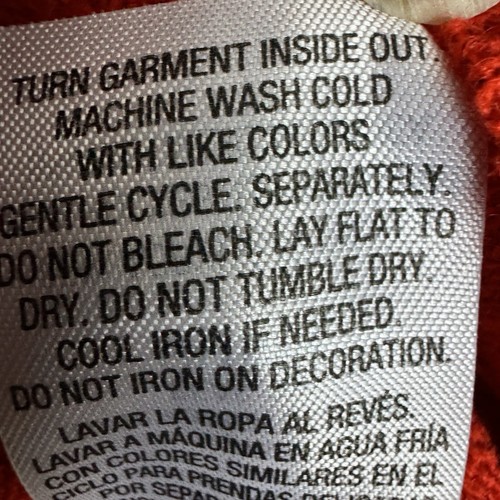 TURN GARMENT INSIDE OUT.
MACHINE WASH COLD
WITH LIKE COLORS
GENTLE CYCLE. SEPARATELY.
DO NOT BLEACH. LAY FLAT TO
DRY. DO NOT TUMBLE DRY.
COOL IRON IF NEEDED.
DO NOT IRON ON DECORATION.
LAVAR LA ROPA AL REVÉS.
LAVAR A MÁQUINA EN AGUA FRÍA
CON COLORES SIMILARES EN EL
CICLO PARA PRENDAS
POR